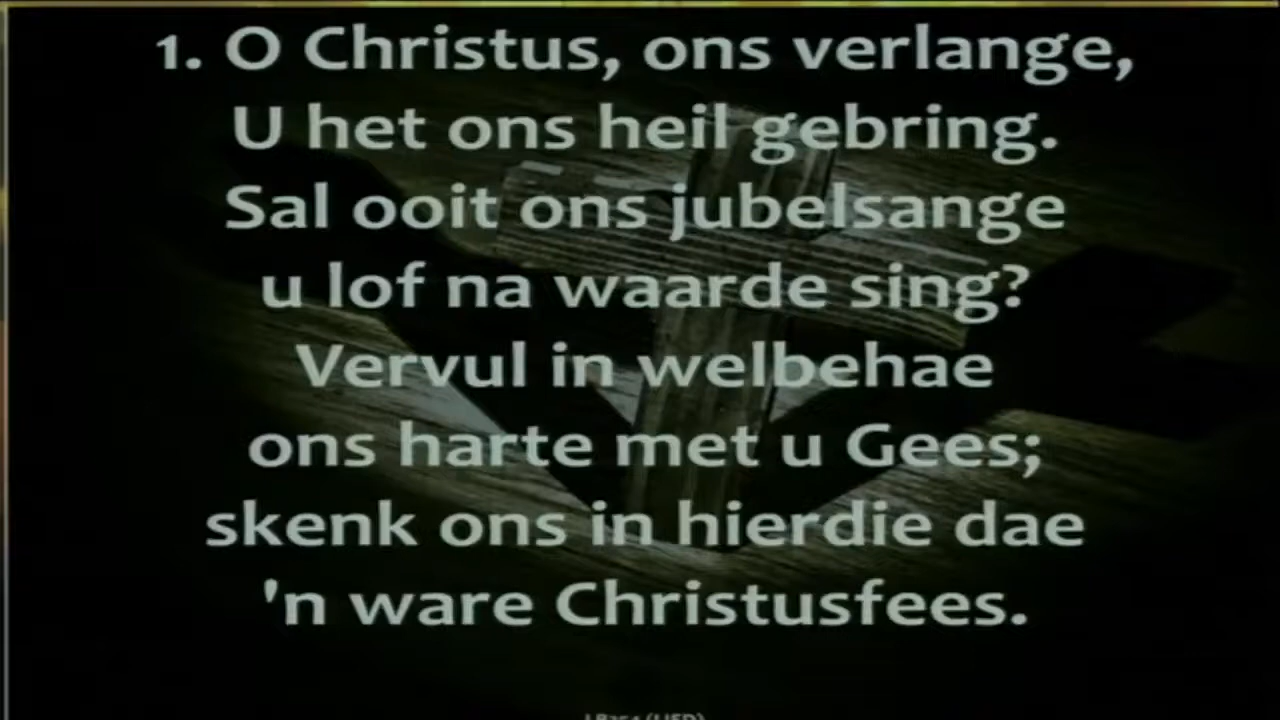 1. O Christus, ons verlange,
U het ons heil gebring.
Sal ooit ons jubelsange
u lof na waarde sing?
Vervul in welbehae
ons harte met u Gees;
skenk ons in hierdie dae
'n ware Christusfees.